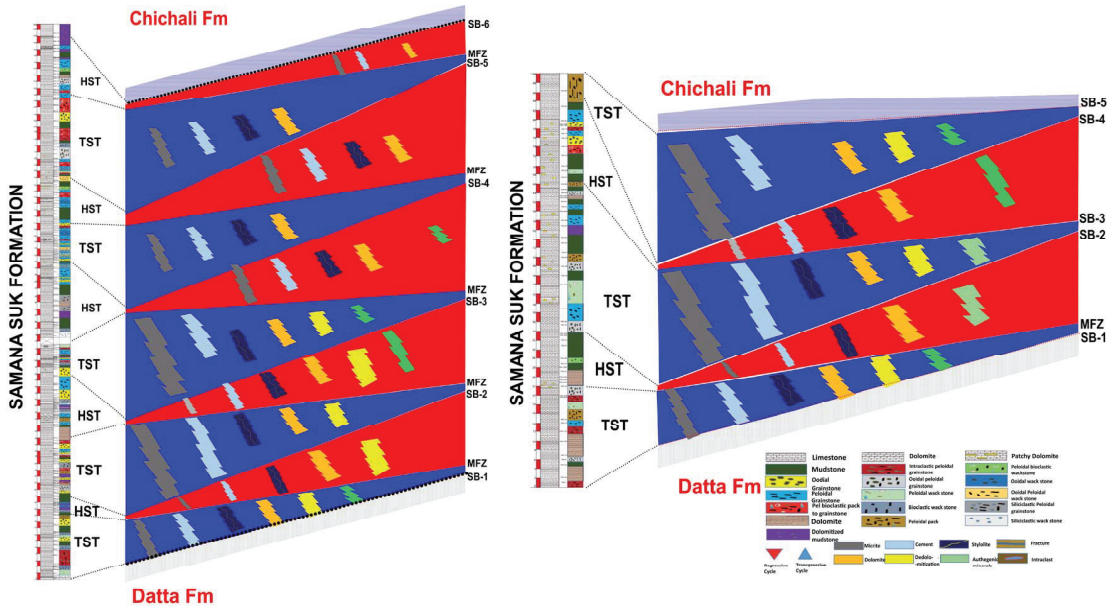 Chichali Fm
SB-6
MFZ
SB-5
MFZ
SB-4
MFZ
SB-3
MFZ
SB-2
MFZ
SB-1
HST
TST
HST
TST
HST
TST
HST
TST
HST
TST
SAMANA SUK FORMATION
Datta Fm
Chichali Fm
SB-5
SB-4
SB-3
SB-2
MFZ
SB-1
TST
HST
TST
HST
TST
SAMANA SUK FORMATION
Datta Fm
Limestone
Mudstone
Ooidal
Grainstone
Peloidal
Grainstone
Pel bioclastic pack
to grainstone
Dolomite
Dolomitized
mudstone
Dolomite
Intraclastic peloidal
grainstone
Ooidal peloidal
grainstone
Peloidal wack stone
Bioclastic wack stone
Peloidal pack
Patchy Dolomite
Peloidal bioclastic
Ooidal wack stone
Ooidal Peloidal
wack stone
Siliciclastic Peloidal
grainstone
Siliciclastic wack stone
Micrite
Cement
Stylolite
Fracture
Cycle
Cycle
Dolomite
Dedolo-
mitization
Authegenic
Intraclast